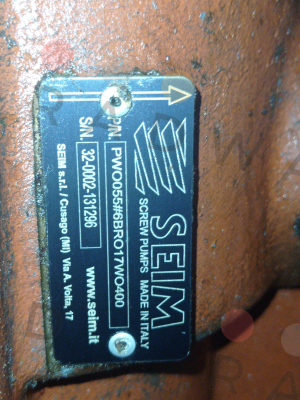 SEIM
SCREW PUMPS MADE IN ITALY
P/N. PWO055#6BRO17WO400
S/N. 32-0002-131296
www.seim.it
SEIM s.r.l. / Cusago (MI) Via A. Volta, 17